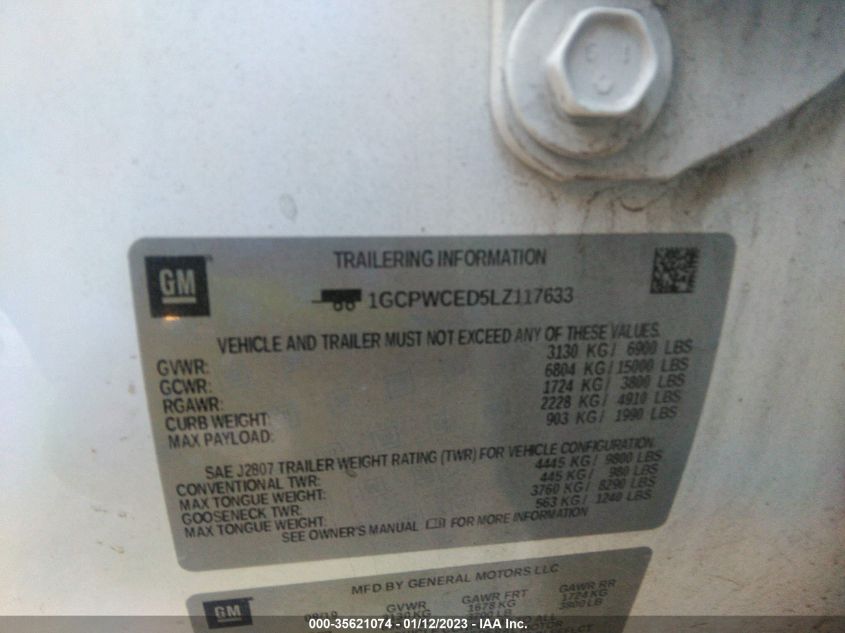 GM
TRAILERING INFORMATION
1GCPWCED5LZ117633
VEHICLE AND TRAILER MUST NOT EXCEED ANY OF THESE VALUES.
GVWR: 3130 KG/ 6900 LBS
GCWR: 6804 KG/15000 LBS
RGAWR: 1724 KG/ 3800 LBS
CURB WEIGHT: 2228 KG/ 4910 LBS
MAX PAYLOAD: 903 KG/ 1990 LBS
SAE J2807 TRAILER WEIGHT RATING (TWR) FOR VEHICLE CONFIGURATION.
CONVENTIONAL TWR: 4445 KG/ 9800 LBS
MAX TONGUE WEIGHT: 445 KG/ 980 LBS
GOOSENECK TWR: 3760 KG/ 8290 LBS
MAX TONGUE WEIGHT: 563 KG/ 1240 LBS
SEE OWNER'S MANUAL FOR MORE INFORMATION
MFD BY GENERAL MOTORS LLC
GM
GVWR GAWR FRT GAWR RR
3130 KG 1678 KG 1724 KG
3800 LB
000-35621074 - 01/12/2023 - IAA Inc.